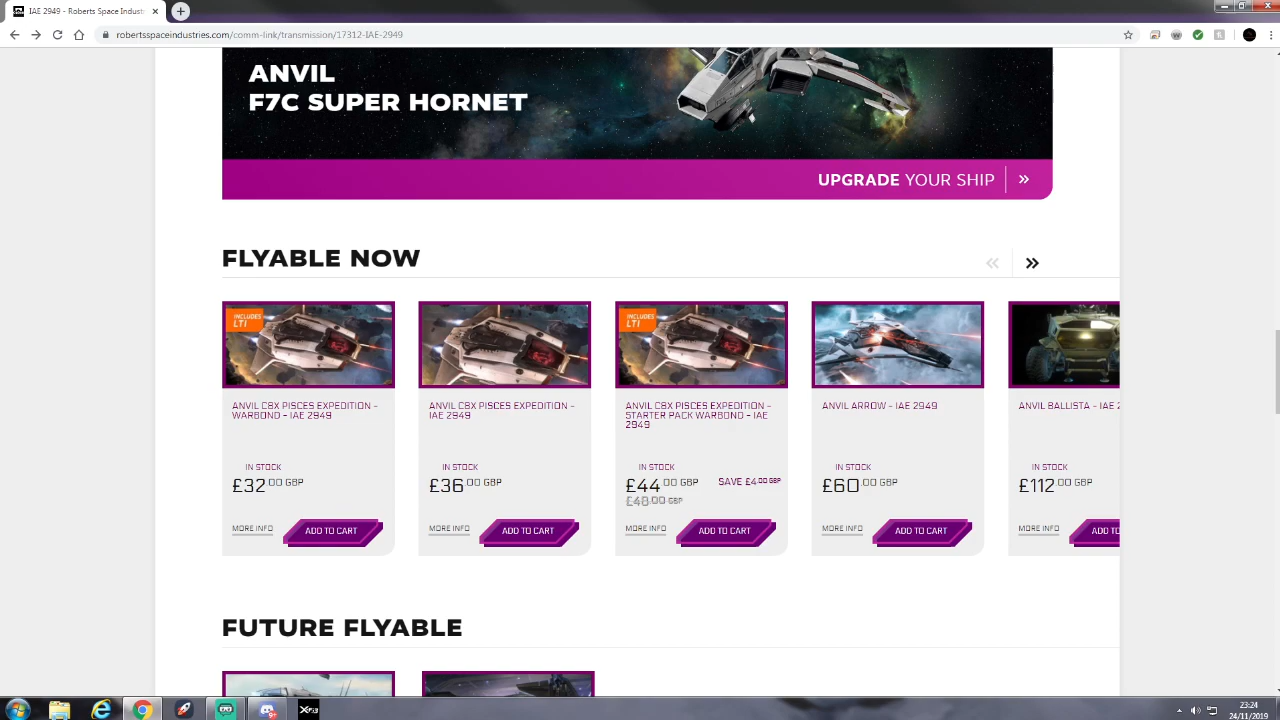 IAE 2949 - Roberts Space Indust
robertsspaceindustries.com/comm-link/transmission/17312-IAE-2949
ANVIL
F7C SUPER HORNET
UPGRADE YOUR SHIP
FLYABLE NOW
INCLUDES
LTI
ANVIL C8X PISCES EXPEDITION –
WARBOND – IAE 2949
IN STOCK
£32.00 GBP
MORE INFO
ADD TO CART
ANVIL C8X PISCES EXPEDITION –
IAE 2949
IN STOCK
£36.00 GBP
MORE INFO
ADD TO CART
INCLUDES
LTI
ANVIL C8X PISCES EXPEDITION –
STARTER PACK WARBOND – IAE
2949
IN STOCK
£44.00 GBP SAVE £4.00 GBP
£48.00 GBP
MORE INFO
ADD TO CART
ANVIL ARROW – IAE 2949
IN STOCK
£60.00 GBP
MORE INFO
ADD TO CART
ANVIL BALLISTA – IAE
IN STOCK
£112.00 GBP
MORE INFO
ADD TO
FUTURE FLYABLE
23:24
24/11/2019